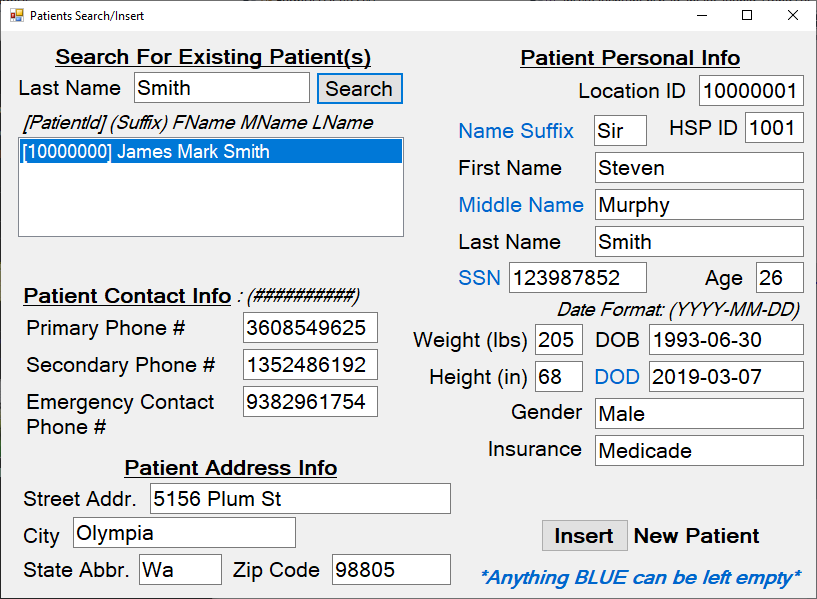 Patients Search/Insert
Search For Existing Patient(s)
Last Name Smith Search
[PatientId] (Suffix) FName MName LName
[10000000] James Mark Smith
Patient Contact Info : (##########)
Primary Phone # 3608549625
Secondary Phone # 1352486192
Emergency Contact
Phone # 9382961754
Patient Address Info
Street Addr. 5156 Plum St
City Olympia
State Abbr. Wa Zip Code 98805
Patient Personal Info
Location ID 10000001
Name Suffix Sir HSP ID 1001
First Name Steven
Middle Name Murphy
Last Name Smith
SSN 123987852 Age 26
Date Format: (YYYY-MM-DD)
Weight (lbs) 205 DOB 1993-06-30
Height (in) 68 DOD 2019-03-07
Gender Male
Insurance Medicade
Insert New Patient
*Anything BLUE can be left empty*